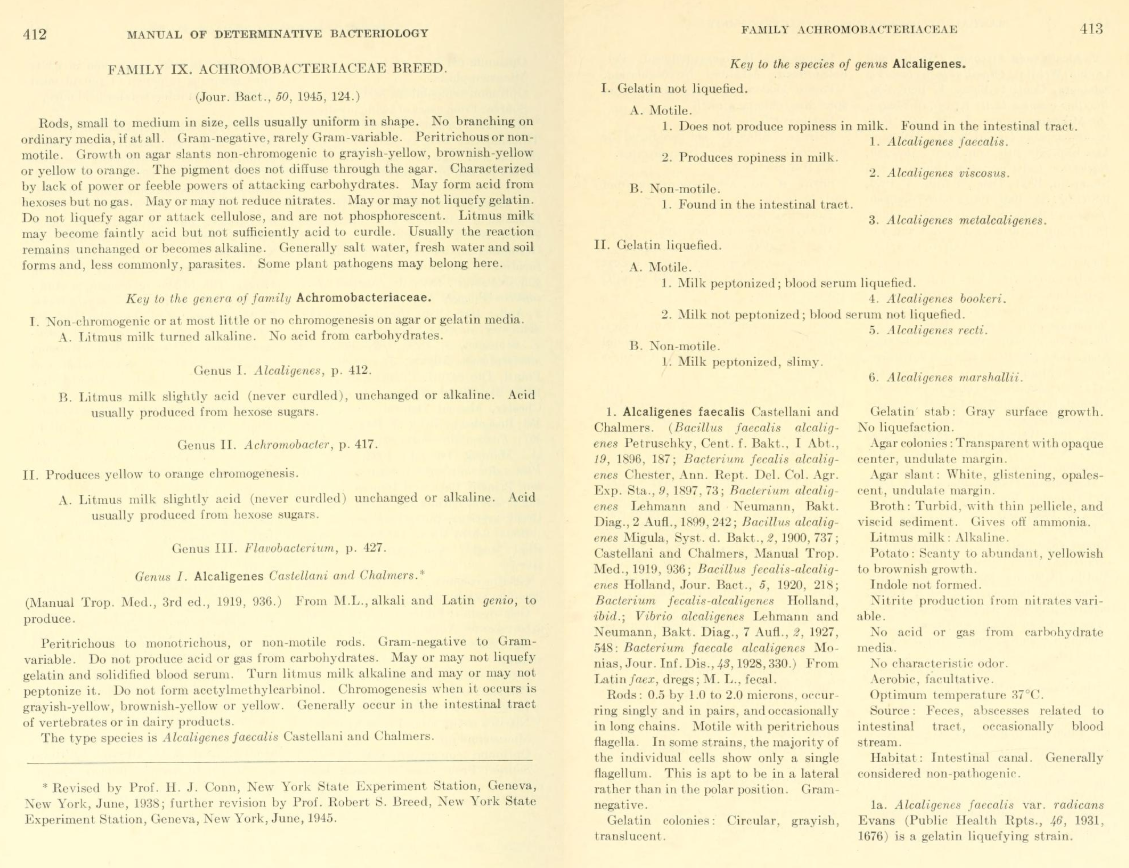 412 MANUAL OF DETERMINATIVE BACTERIOLOGY
FAMILY IX. ACHROMOBACTERIACEAE BREED.
(Jour. Bact., 50, 1945, 124.)
Rods, small to medium in size, cells usually uniform in shape. No branching on
ordinary media, if at all. Gram-negative, rarely Gram-variable. Peritrichous or non-
motile. Growth on agar slants non-chromogenic to grayish-yellow, brownish-yellow
or yellow to orange. The pigment does not diffuse through the agar. Characterized
by lack of power or feeble powers of attacking carbohydrates. May form acid from
hexoses but no gas. May or may not reduce nitrates. May or may not liquefy gelatin.
Do not liquefy agar or attack cellulose, and are not phosphorescent. Litmus milk
may become faintly acid but not sufficiently acid to curdle. Usually the reaction
remains unchanged or becomes alkaline. Generally salt water, fresh water and soil
forms and, less commonly, parasites. Some plant pathogens may belong here.
Key to the genera of family Achromobacteriaceae.
I. Non-chromogenic or at most little or no chromogenesis on agar or gelatin media.
A. Litmus milk turned alkaline. No acid from carbohydrates.
Genus I. Alcaligenes, p. 412.
B. Litmus milk slightly acid (never curdled), unchanged or alkaline. Acid
usually produced from hexose sugars.
Genus II. Achromobacter, p. 417.
II. Produces yellow to orange chromogenesis.
A. Litmus milk slightly acid (never curdled) unchanged or alkaline. Acid
usually produced from hexose sugars.
Genus III. Flavobacterium, p. 427.
Genus I. Alcaligenes Castellani and Chalmers.*
(Manual Trop. Med., 3rd ed., 1919, 936.) From M.L., alkali and Latin genio, to
produce.
Peritrichous to monotrichous, or non-motile rods. Gram-negative to Gram-
variable. Do not produce acid or gas from carbohydrates. May or may not liquefy
gelatin and solidified blood serum. Turn litmus milk alkaline and may or may not
peptonize it. Do not form acetylmethylcarbinol. Chromogenesis when it occurs is
grayish-yellow, brownish-yellow or yellow. Generally occur in the intestinal tract
of vertebrates or in dairy products.
The type species is Alcaligenes faecalis Castellani and Chalmers.
* Revised by Prof. H. J. Conn, New York State Experiment Station, Geneva,
New York, June, 1938; further revision by Prof. Robert S. Breed, New York State
Experiment Station, Geneva, New York, June, 1945.
FAMILY ACHROMOBACTERIACEAE 413
Key to the species of genus Alcaligenes.
I. Gelatin not liquefied.
A. Motile.
1. Does not produce ropiness in milk. Found in the intestinal tract.
1. Alcaligenes faecalis.
2. Produces ropiness in milk.
2. Alcaligenes viscosus.
B. Non-motile.
1. Found in the intestinal tract.
3. Alcaligenes metalcaligenes.
II. Gelatin liquefied.
A. Motile.
1. Milk peptonized; blood serum liquefied.
4. Alcaligenes bookeri.
2. Milk not peptonized; blood serum not liquefied.
5. Alcaligenes recti.
B. Non-motile.
1. Milk peptonized, slimy.
6. Alcaligenes marshallii.
1. Alcaligenes faecalis Castellani and
Chalmers. (Bacillus faecalis alcalig-
enes Petruschky, Cent. f. Bakt., I Abt.,
19, 1896, 187; Bacterium fecalis alcalig-
enes Chester, Ann. Rept. Del. Col. Agr.
Exp. Sta., 9, 1897, 73; Bacterium alcalig-
enes Lehmann and Neumann, Bakt.
Diag., 2 Aufl., 1899, 242; Bacillus alcalig-
enes Migula, Syst. d. Bakt., 2, 1900, 737;
Castellani and Chalmers, Manual Trop.
Med., 1919, 936; Bacillus fecalis-alcalig-
enes Holland, Jour. Bact., 5, 1920, 218;
Bacterium fecalis-alcaligenes Holland,
ibid.; Vibrio alcaligenes Lehmann and
Neumann, Bakt. Diag., 7 Aufl., 2, 1927,
548: Bacterium faecale alcaligenes Mo-
nias, Jour. Inf. Dis., 43, 1928, 330.) From
Latin faex, dregs; M. L., fecal.
Rods: 0.5 by 1.0 to 2.0 microns, occur-
ring singly and in pairs, and occasionally
in long chains. Motile with peritrichous
flagella. In some strains, the majority of
the individual cells show only a single
flagellum. This is apt to be in a lateral
rather than in the polar position. Gram-
negative.
Gelatin colonies: Circular, grayish,
translucent.
Gelatin stab: Gray surface growth.
No liquefaction.
Agar colonies: Transparent with opaque
center, undulate margin.
Agar slant: White, glistening, opales-
cent, undulate margin.
Broth: Turbid, with thin pellicle, and
viscid sediment. Gives off ammonia.
Litmus milk: Alkaline.
Potato: Scanty to abundant, yellowish
to brownish growth.
Indole not formed.
Nitrite production from nitrates vari-
able.
No acid or gas from carbohydrate
media.
No characteristic odor.
Aerobic, facultative.
Optimum temperature 37°C.
Source: Feces, abscesses related to
intestinal tract, occasionally blood
stream.
Habitat: Intestinal canal. Generally
considered non-pathogenic.
1a. Alcaligenes faecalis var. radicans
Evans (Public Health Rpts., 46, 1931,
1676) is a gelatin liquefying strain.